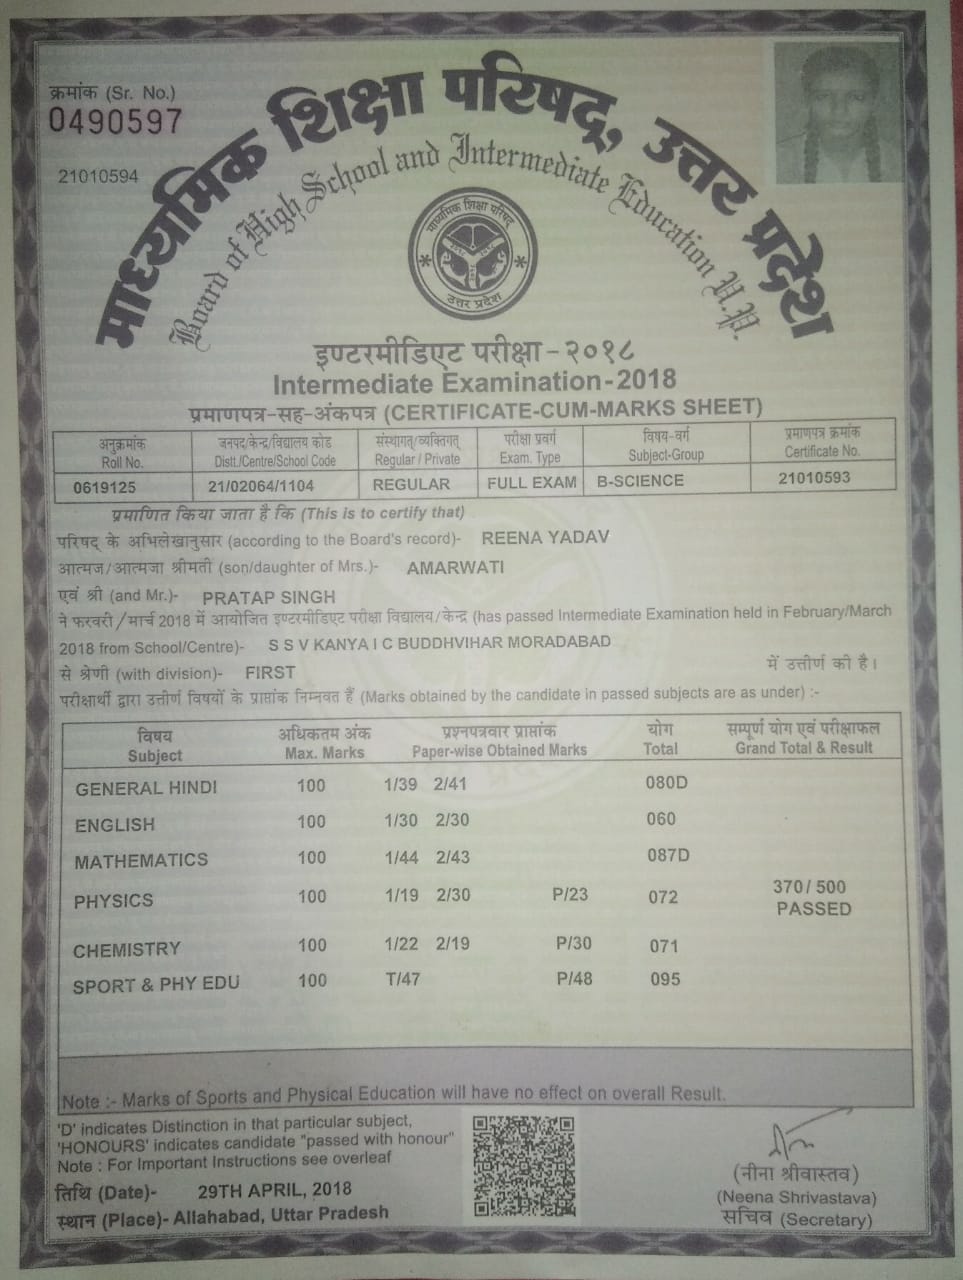 क्रमांक (Sr. No.)
0490597
21010594
माध्यमिक शिक्षा परिषद्, उत्तर प्रदेश
Board of High School and Intermediate Education U.P.
माध्यमिक शिक्षा परिषद्
उत्तर प्रदेश
इण्टरमीडिएट परीक्षा-२०१८
Intermediate Examination-2018
प्रमाणपत्र-सह-अंकपत्र (CERTIFICATE-CUM-MARKS SHEET)
अनुक्रमांक जनपद/केन्द्र/विद्यालय कोड संस्थागत/व्यक्तिगत परीक्षा प्रवर्ग विषय-वर्ग प्रमाणपत्र क्रमांक
Roll No. Distt./Centre/School Code Regular / Private Exam. Type Subject-Group Certificate No.
0619125 21/02064/1104 REGULAR FULL EXAM B-SCIENCE 21010593
प्रमाणित किया जाता है कि (This is to certify that)
परिषद् के अभिलेखानुसार (according to the Board's record)- REENA YADAV
आत्मज/आत्मजा श्रीमती (son/daughter of Mrs.)- AMARWATI
एवं श्री (and Mr.)- PRATAP SINGH
ने फरवरी/मार्च 2018 में आयोजित इण्टरमीडिएट परीक्षा विद्यालय/केन्द्र (has passed Intermediate Examination held in February/March
2018 from School/Centre)- S S V KANYA I C BUDDHVIHAR MORADABAD
से श्रेणी (with division)- FIRST में उत्तीर्ण की है।
परीक्षार्थी द्वारा उत्तीर्ण विषयों के प्राप्तांक निम्नवत हैं (Marks obtained by the candidate in passed subjects are as under) :-
विषय अधिकतम अंक प्रश्नपत्रवार प्राप्तांक योग सम्पूर्ण योग एवं परीक्षाफल
Subject Max. Marks Paper-wise Obtained Marks Total Grand Total & Result
GENERAL HINDI 100 1/39 2/41 080D
ENGLISH 100 1/30 2/30 060
MATHEMATICS 100 1/44 2/43 087D
PHYSICS 100 1/19 2/30 P/23 072 370/ 500
PASSED
CHEMISTRY 100 1/22 2/19 P/30 071
SPORT & PHY EDU 100 T/47 P/48 095
Note :- Marks of Sports and Physical Education will have no effect on overall Result.
'D' indicates Distinction in that particular subject,
'HONOURS' indicates candidate "passed with honour"
Note : For Important Instructions see overleaf
तिथि (Date)- 29TH APRIL, 2018
स्थान (Place)- Allahabad, Uttar Pradesh
(नीना श्रीवास्तव)
(Neena Shrivastava)
सचिव (Secretary)